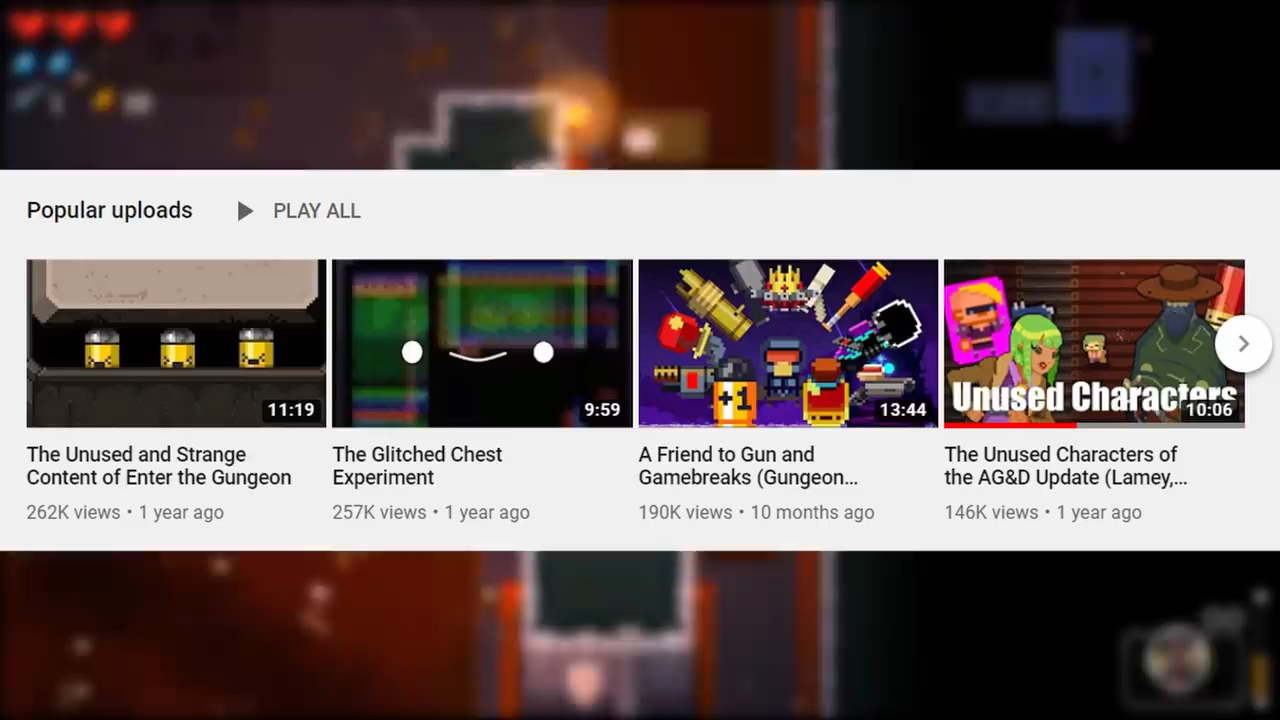 Popular uploads
PLAY ALL
11:19
9:59
+1
13:44
Unused Characters
10:06
The Unused and Strange
Content of Enter the Gungeon
262K views • 1 year ago
The Glitched Chest
Experiment
257K views • 1 year ago
A Friend to Gun and
Gamebreaks (Gungeon...
190K views • 10 months ago
The Unused Characters of
the AG&D Update (Lamey,...
146K views • 1 year ago